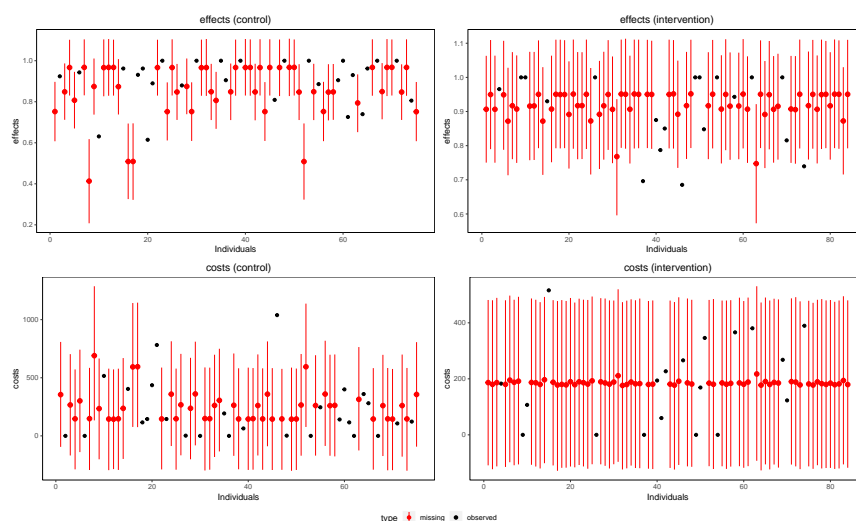 effects (control)
effects
1.0
0.8
0.6
0.4
0.2
0 20 40 60
Individuals
effects (intervention)
effects
1.1
1.0
0.9
0.8
0.7
0.6
0 20 40 60 80
Individuals
costs (control)
costs
1000
500
0
0 20 40 60
Individuals
costs (intervention)
costs
400
200
0
0 20 40 60 80
Individuals
type missing observed